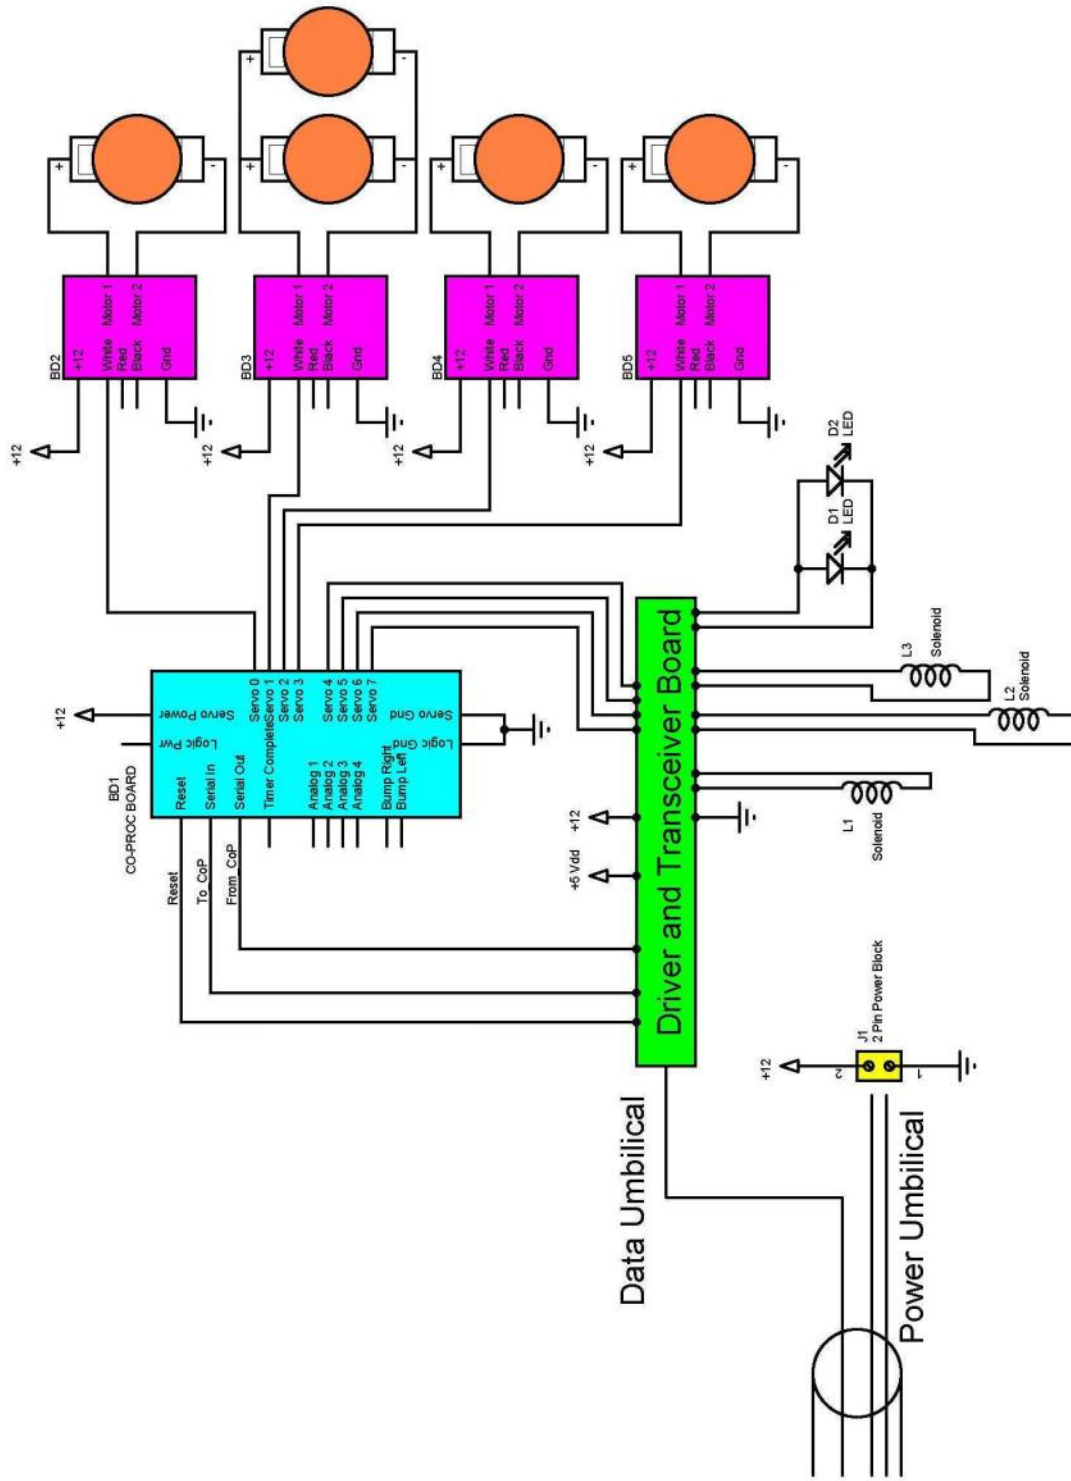 BD2
+12
White
Red
Black
Gnd
Motor 1
Motor 2
+
-
+12
BD3
+12
White
Red
Black
Gnd
Motor 1
Motor 2
+
-
+
-
+12
BD4
+12
White
Red
Black
Gnd
Motor 1
Motor 2
+
-
+12
BD5
+12
White
Red
Black
Gnd
Motor 1
Motor 2
+
-
+12
BD1
CO-PROC BOARD
Logic Pwr
Servo Power
+12
Reset
Serial In
Serial Out
Timer Complete
Analog 1
Analog 2
Analog 3
Analog 4
Bump Right
Bump Left
Servo 0
Servo 1
Servo 2
Servo 3
Servo 4
Servo 5
Servo 6
Servo 7
Logic Gnd
Servo Gnd
Reset
To_CoP
From_CoP
+5 Vdd
+12
Driver and Transceiver Board
D1
LED
D2
LED
L3
Solenoid
L2
Solenoid
L1
Solenoid
Data Umbilical
+12
2
1
J1
2 Pin Power Block
Power Umbilical